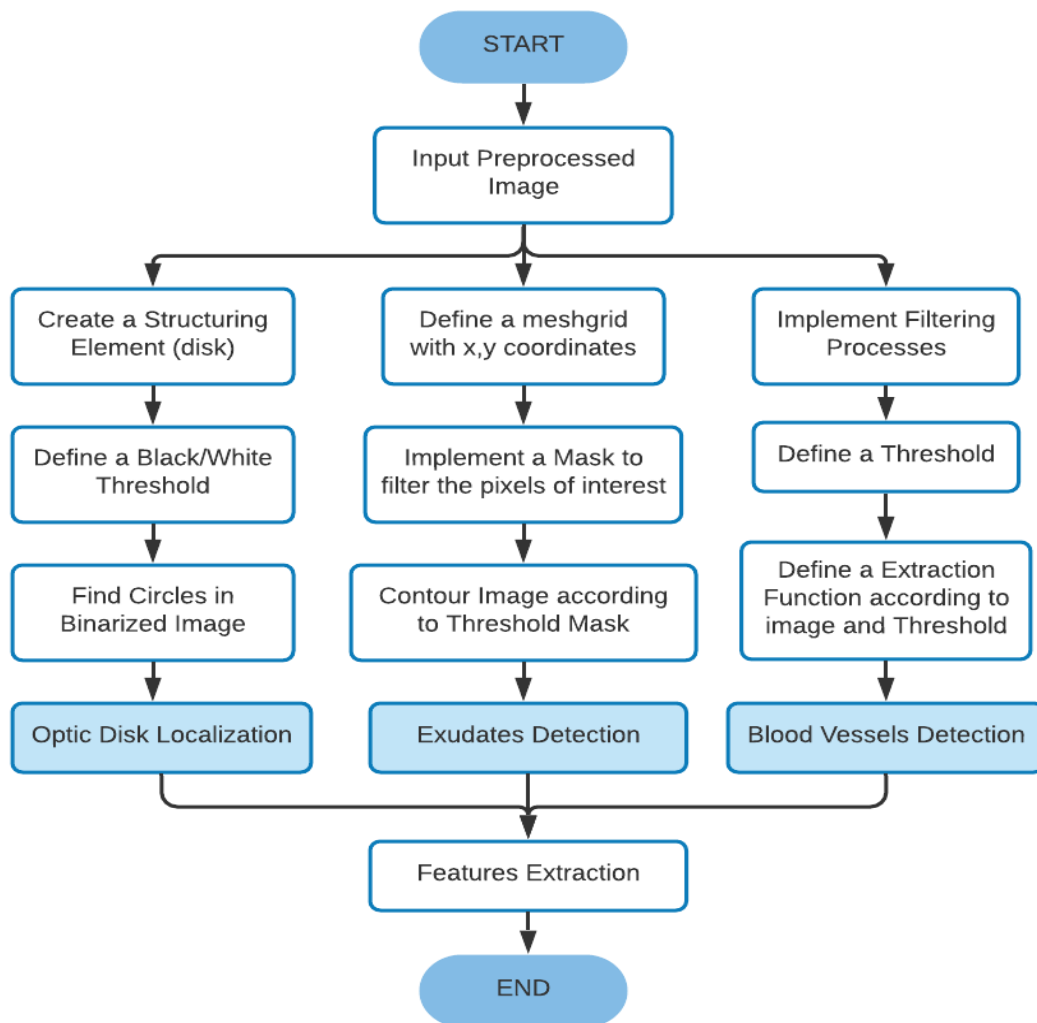 START
Input Preprocessed
Image
Create a Structuring
Element (disk)
Define a Black/White
Threshold
Find Circles in
Binarized Image
Optic Disk Localization
Define a meshgrid
with x,y coordinates
Implement a Mask to
filter the pixels of interest
Contour Image according
to Threshold Mask
Exudates Detection
Implement Filtering
Processes
Define a Threshold
Define a Extraction
Function according to
image and Threshold
Blood Vessels Detection
Features Extraction
END